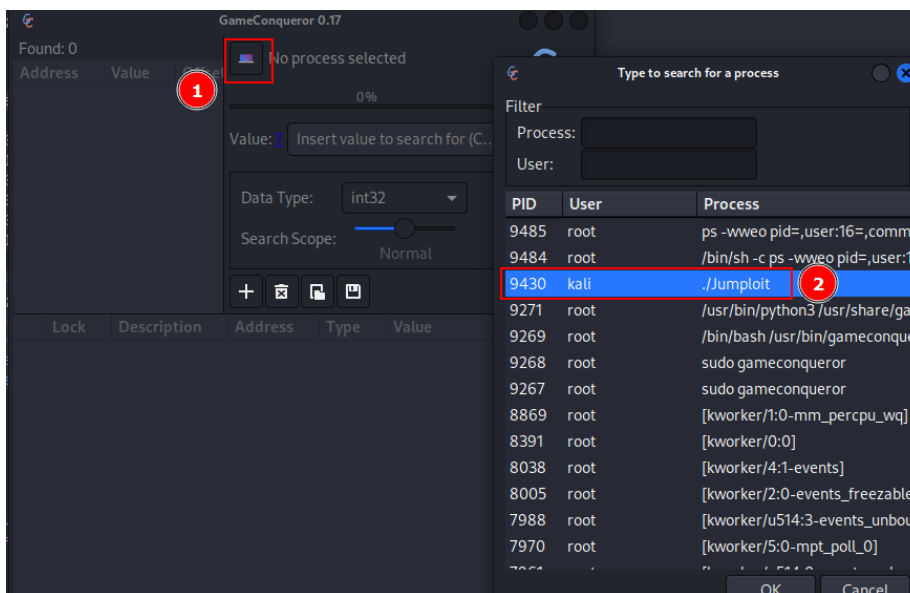 GameConqueror 0.17
Found: 0
No process selected
Address Value
1
0%
Value: ? Insert value to search for (C...
Data Type: int32
Search Scope:
Normal
Lock Description Address Type Value
Type to search for a process
Filter
Process:
User:
PID User Process
9485 root ps -wweo pid=,user:16=,comm
9484 root /bin/sh -c ps -wweo pid=,user:1
9430 kali ./Jumploit 2
9271 root /usr/bin/python3 /usr/share/ga
9269 root /bin/bash /usr/bin/gameconque
9268 root sudo gameconqueror
9267 root sudo gameconqueror
8869 root [kworker/1:0-mm_percpu_wq]
8391 root [kworker/0:0]
8038 root [kworker/4:1-events]
8005 root [kworker/2:0-events_freezable
7988 root [kworker/u514:3-events_unbou
7970 root [kworker/5:0-mpt_poll_0]
OK Cancel